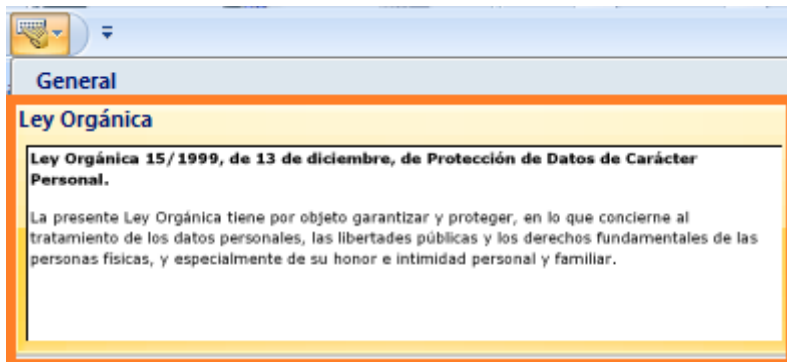 General
Ley Orgánica
Ley Orgánica 15/1999, de 13 de diciembre, de Protección de Datos de Carácter
Personal.
La presente Ley Orgánica tiene por objeto garantizar y proteger, en lo que concierne al
tratamiento de los datos personales, las libertades públicas y los derechos fundamentales de las
personas físicas, y especialmente de su honor e intimidad personal y familiar.